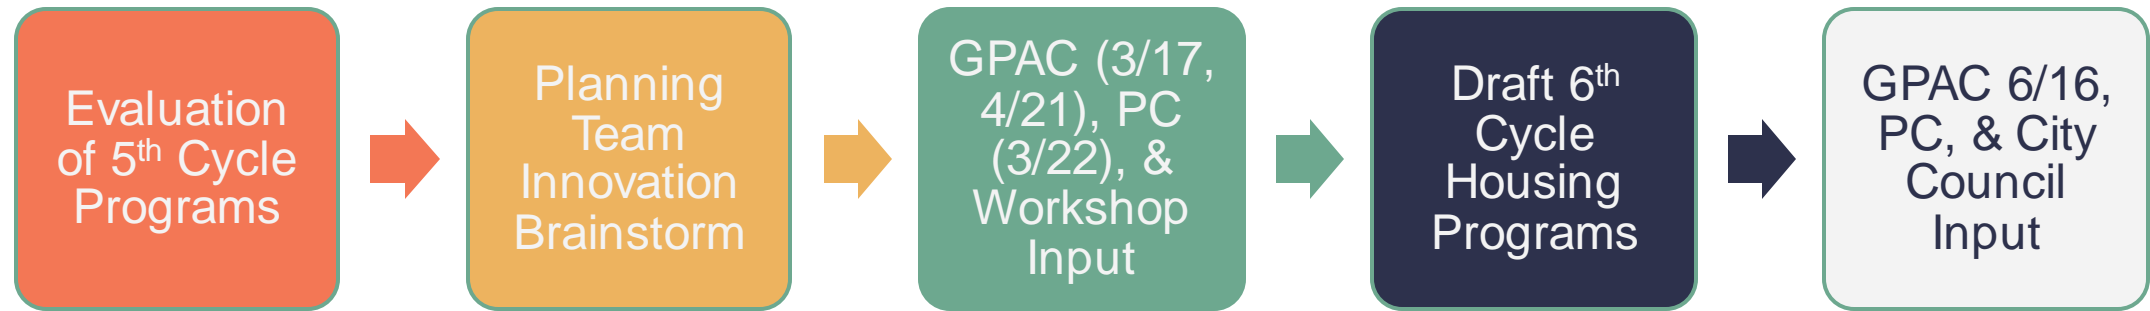 Evaluation
of 5th Cycle
Programs
Planning
Team
Innovation
Brainstorm
GPAC (3/17,
4/21), PC
(3/22), &
Workshop
Input
Draft 6th
Cycle
Housing
Programs
GPAC 6/16,
PC, & City
Council
Input